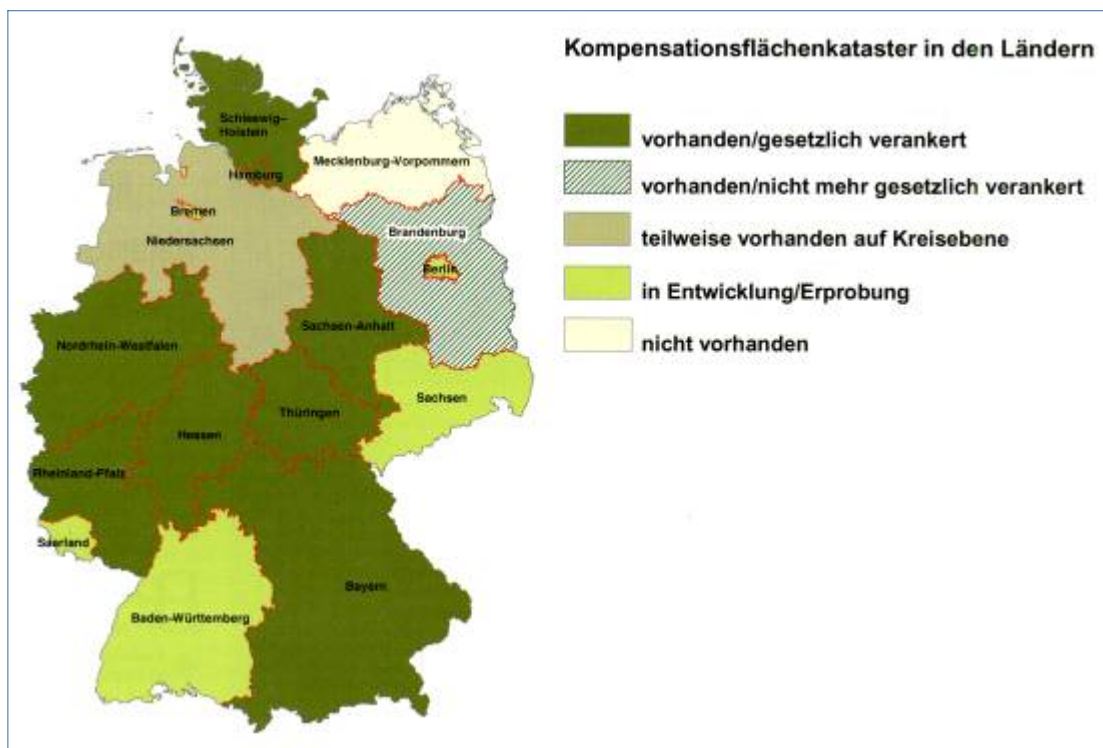 Kompensationsflächenkataster in den Ländern
vorhanden/gesetzlich verankert
vorhanden/nicht mehr gesetzlich verankert
teilweise vorhanden auf Kreisebene
in Entwicklung/Erprobung
nicht vorhanden
Schleswig-
Holstein
Mecklenburg-Vorpommern
Hamburg
Bremen
Niedersachsen
Brandenburg
Berlin
Sachsen-Anhalt
Nordrhein-Westfalen
Sachsen
Thüringen
Hessen
Rheinland-Pfalz
Saarland
Bayern
Baden-Württemberg